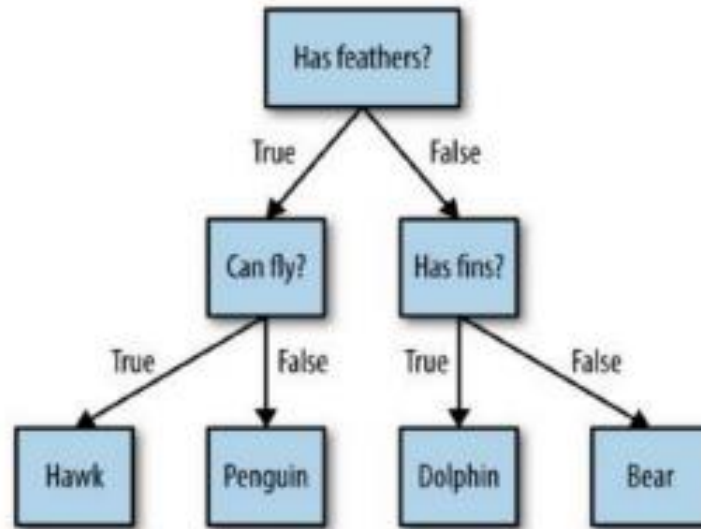 Has feathers?
True False
Can fly? Has fins?
True False True False
Hawk Penguin Dolphin Bear